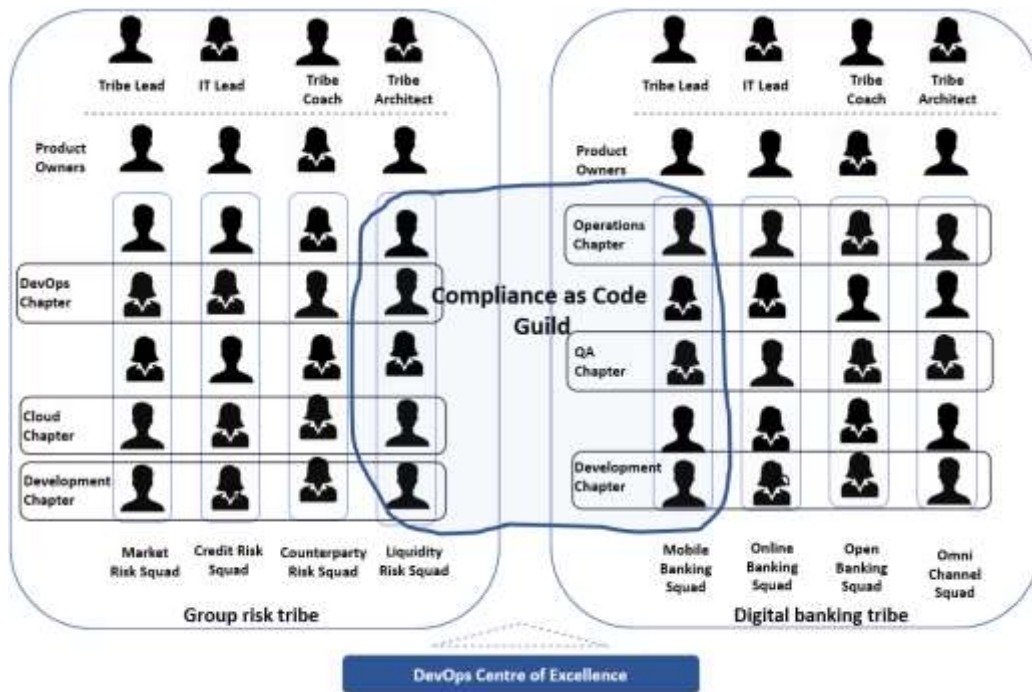 Tribe Lead
IT Lead
Tribe
Coach
Tribe
Architect
Product
Owners
DevOps
Chapter
Cloud
Chapter
Development
Chapter
Market
Risk Squad
Credit Risk
Squad
Counterparty
Risk Squad
Liquidity
Risk Squad
Group risk tribe
Compliance as Code
Guild
Tribe Lead
IT Lead
Tribe
Coach
Tribe
Architect
Product
Owners
Operations
Chapter
QA
Chapter
Development
Chapter
Mobile
Banking
Squad
Online
Banking
Squad
Open
Banking
Squad
Omni
Channel
Squad
Digital banking tribe
DevOps Centre of Excellence